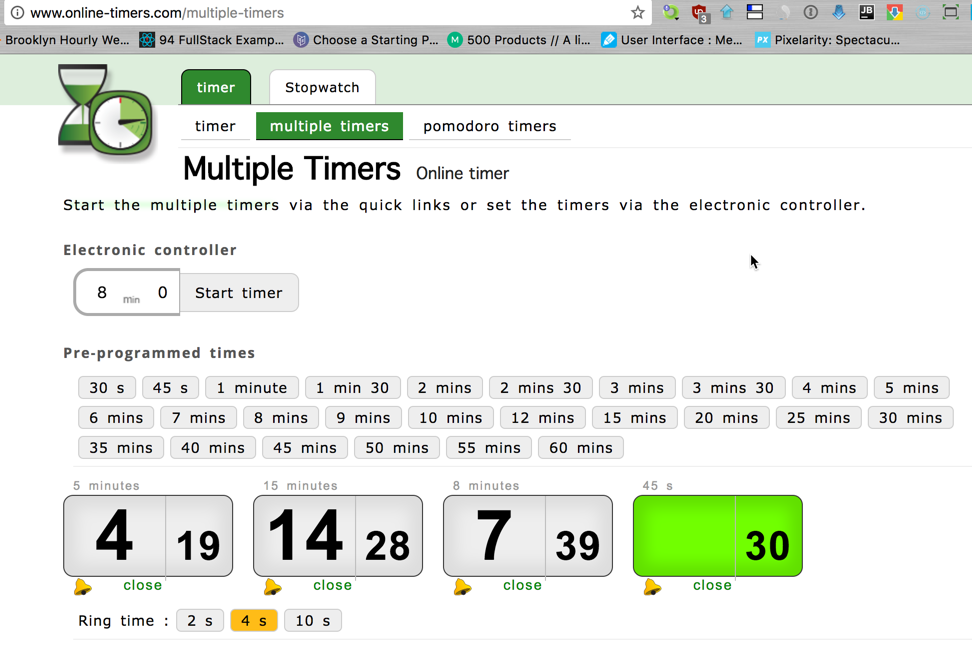 www.online-timers.com/multiple-timers
3
JB
Brooklyn Hourly We... 94 FullStack Examp... Choose a Starting P... M 500 Products // A li... User Interface : Me... PX Pixelarity: Spectacu...
timer Stopwatch
timer multiple timers pomodoro timers
Multiple Timers Online timer
Start the multiple timers via the quick links or set the timers via the electronic controller.
Electronic controller
8 min 0 Start timer
Pre-programmed times
30 s 45 s 1 minute 1 min 30 2 mins 2 mins 30 3 mins 3 mins 30 4 mins 5 mins
6 mins 7 mins 8 mins 9 mins 10 mins 12 mins 15 mins 20 mins 25 mins 30 mins
35 mins 40 mins 45 mins 50 mins 55 mins 60 mins
5 minutes 15 minutes 8 minutes 45 s
4 19 14 28 7 39 30
close close close close
Ring time : 2 s 4 s 10 s